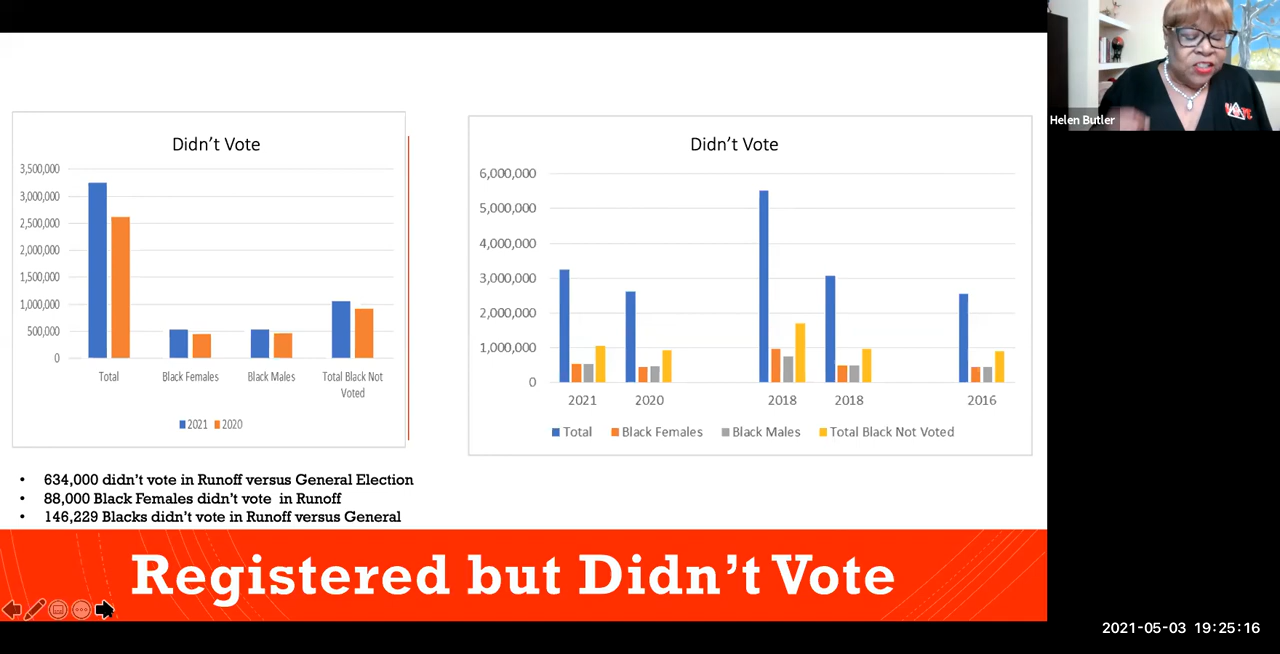 Didn't Vote
3,500,000
3,000,000
2,500,000
2,000,000
1,500,000
1,000,000
500,000
0
Total
Black Females
Black Males
Total Black Not
Voted
2021 2020
Didn't Vote
6,000,000
5,000,000
4,000,000
3,000,000
2,000,000
1,000,000
0
2021 2020 2018 2018 2016
Total Black Females Black Males Total Black Not Voted
• 634,000 didn't vote in Runoff versus General Election
• 88,000 Black Females didn't vote in Runoff
• 146,229 Blacks didn't vote in Runoff versus General
Registered but Didn't Vote
Helen Butler
2021-05-03 19:25:16